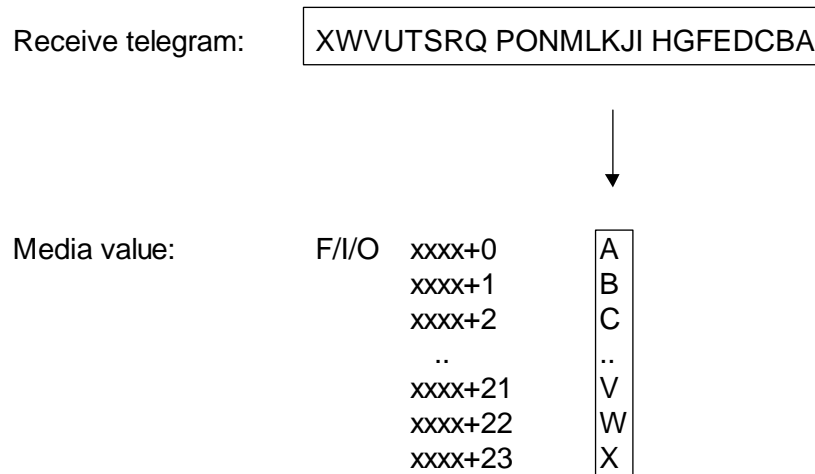 Receive telegram: XWVUTSRQ PONMLKJI HGFEDCBA
Media value: F/I/O xxxx+0 A
xxxx+1 B
xxxx+2 C
.. ..
xxxx+21 V
xxxx+22 W
xxxx+23 X